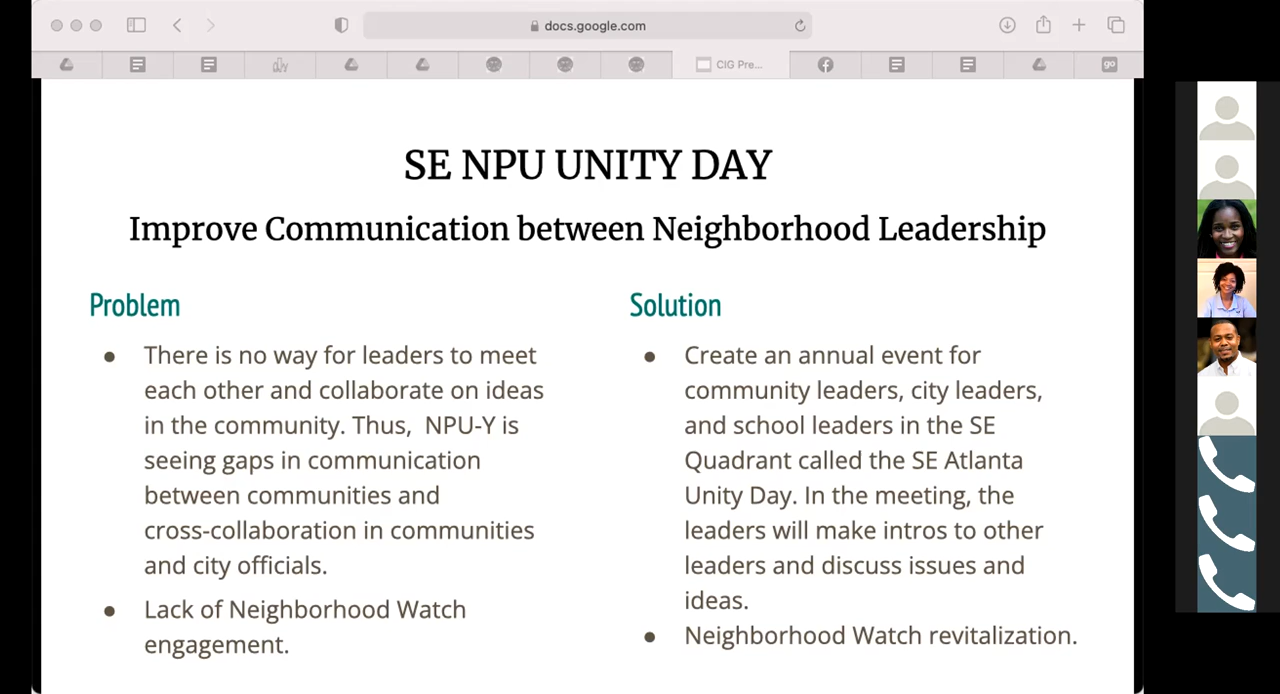 docs.google.com
CIG Pre...
go
SE NPU UNITY DAY
Improve Communication between Neighborhood Leadership
Problem
● There is no way for leaders to meet
each other and collaborate on ideas
in the community. Thus, NPU-Y is
seeing gaps in communication
between communities and
cross-collaboration in communities
and city officials.
● Lack of Neighborhood Watch
engagement.
Solution
● Create an annual event for
community leaders, city leaders,
and school leaders in the SE
Quadrant called the SE Atlanta
Unity Day. In the meeting, the
leaders will make intros to other
leaders and discuss issues and
ideas.
● Neighborhood Watch revitalization.